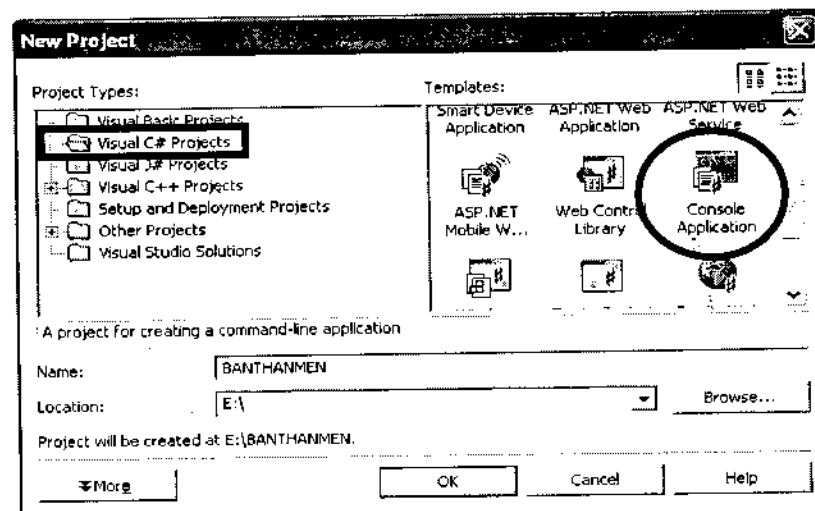 New Project
Project Types:
Templates:
Visual Basic Projects
Visual C# Projects
Visual J# Projects
Visual C++ Projects
Setup and Deployment Projects
Other Projects
Visual Studio Solutions
Smart Device Application
ASP.NET Web Application
ASP.NET Web Service
ASP.NET Mobile W...
Web Contr Library
Console Application
A project for creating a command-line application
Name:
BANTHANMEN
Location:
E:\
Browse...
Project will be created at E:\BANTHANMEN.
More
OK
Cancel
Help